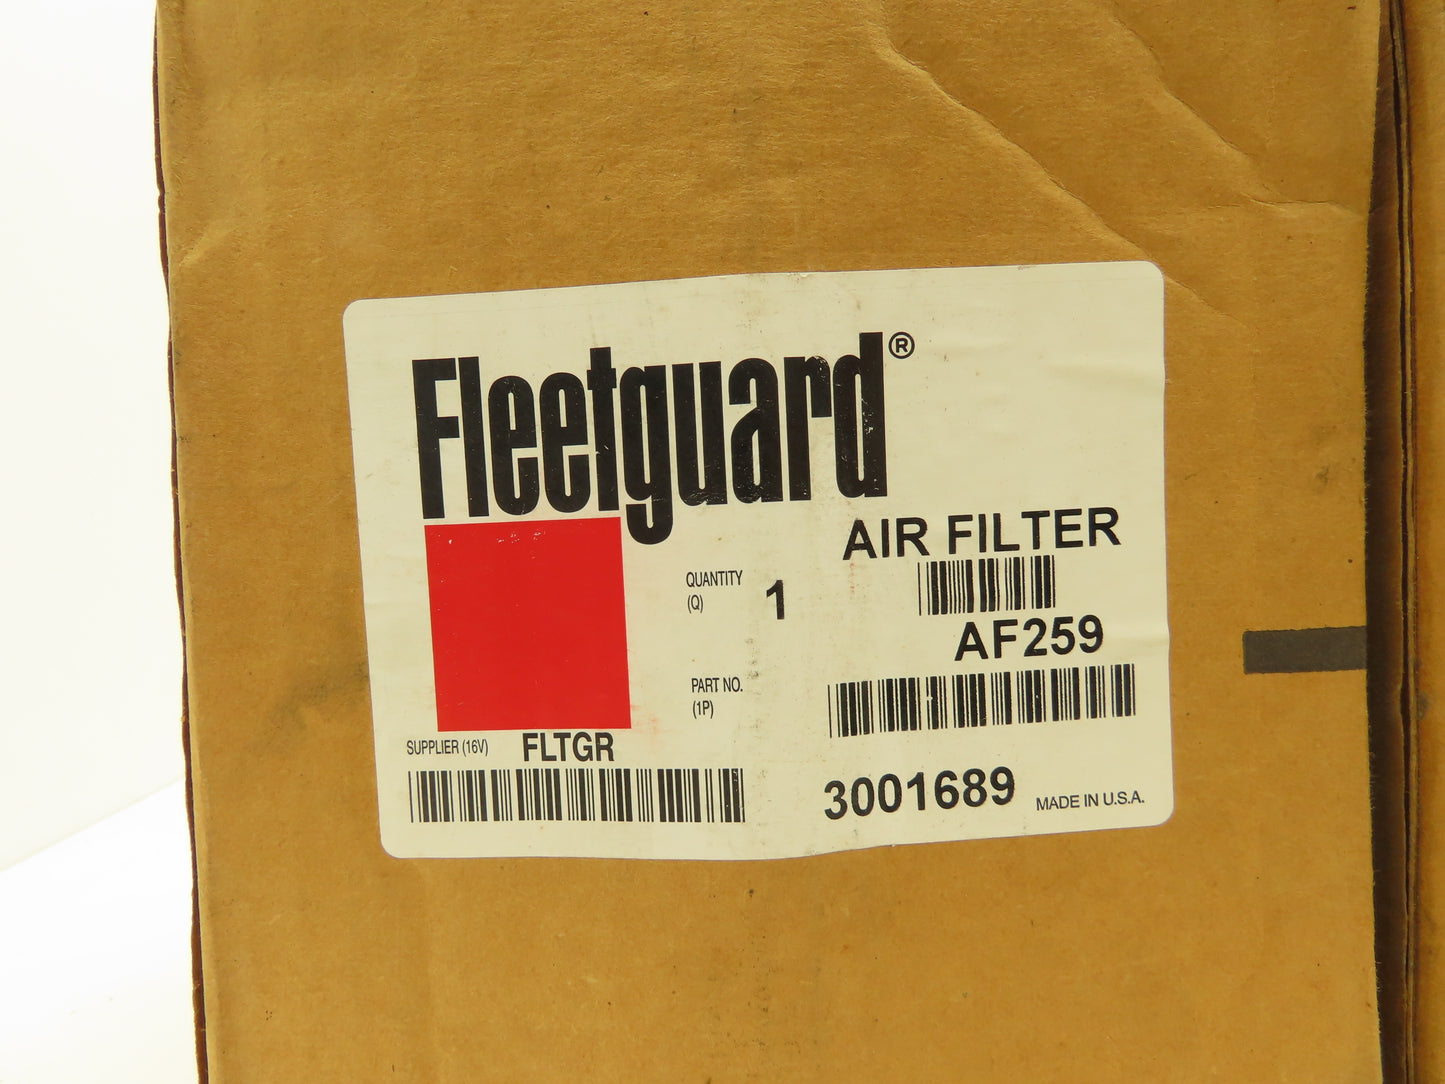 Fleetguard®
AIR FILTER
QUANTITY
(Q)
1
AF259
PART NO.
(1P)
SUPPLIER (16V) FLTGR
3001689 MADE IN U.S.A.